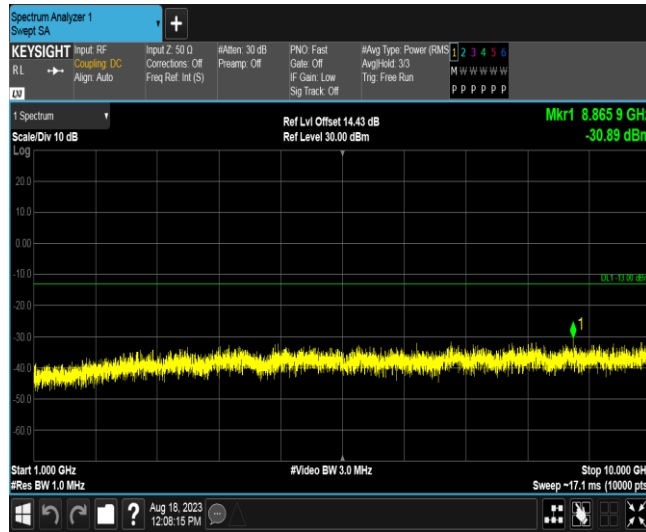 Spectrum Analyzer 1
Swept SA
+
KEYSIGHT
RL
LXI
Input: RF
Coupling: DC
Align: Auto
Input Z: 50 Ω
Corrections: Off
Freq Ref: Int (S)
#Atten: 30 dB
Preamp: Off
PNO: Fast
Gate: Off
IF Gain: Low
Sig Track: Off
#Avg Type: Power (RMS
Avg|Hold: 3/3
Trig: Free Run
1 2 3 4 5 6
M W W W W W
P P P P P P
1 Spectrum
Scale/Div 10 dB
Log
Ref Lvl Offset 14.43 dB
Ref Level 30.00 dBm
Mkr1 8.865 9 GHz
-30.89 dBm
20.0
10.0
0.00
-10.0
DL1 -13.00 dBm
-20.0
-30.0
1
-40.0
-50.0
-60.0
Start 1.000 GHz
#Video BW 3.0 MHz
Stop 10.000 GHz
#Res BW 1.0 MHz
Sweep ~17.1 ms (10000 pts
?
Aug 18, 2023
12:08:15 PM